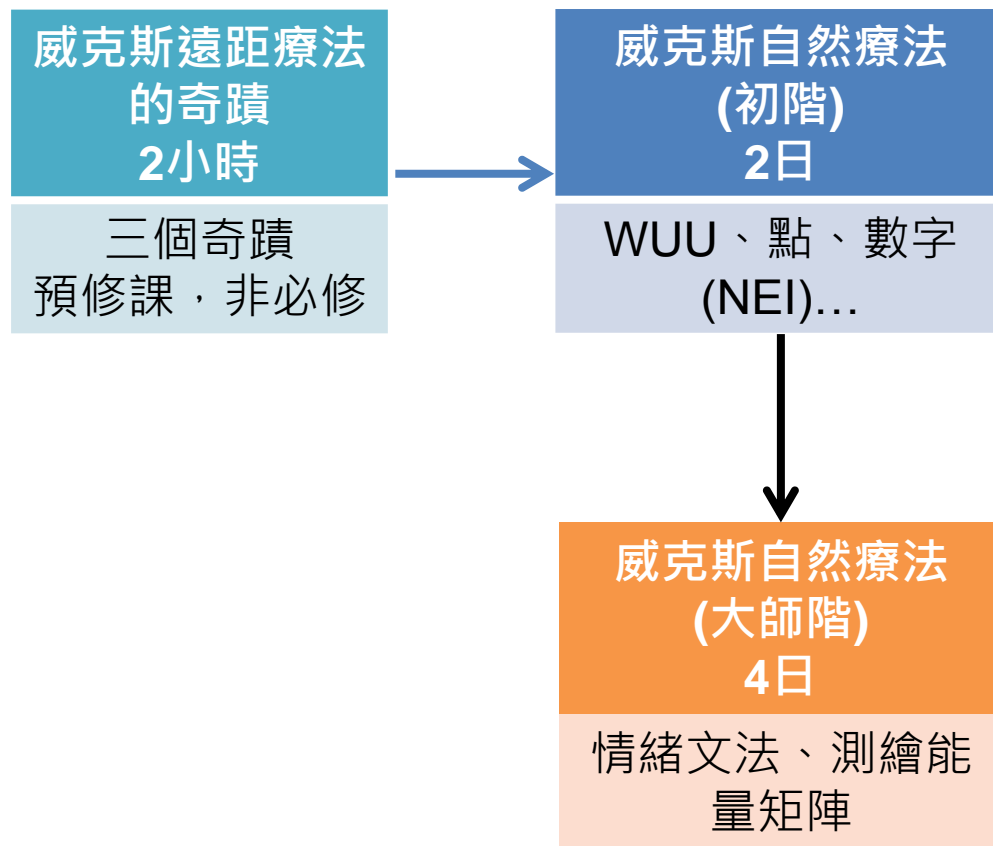 威克斯遠距療法
的奇蹟
2小時
三個奇蹟
預修課，非必修
威克斯自然療法
(初階)
2日
WUU、點、數字
(NEI)…
威克斯自然療法
(大師階)
4日
情緒文法、測繪能
量矩陣